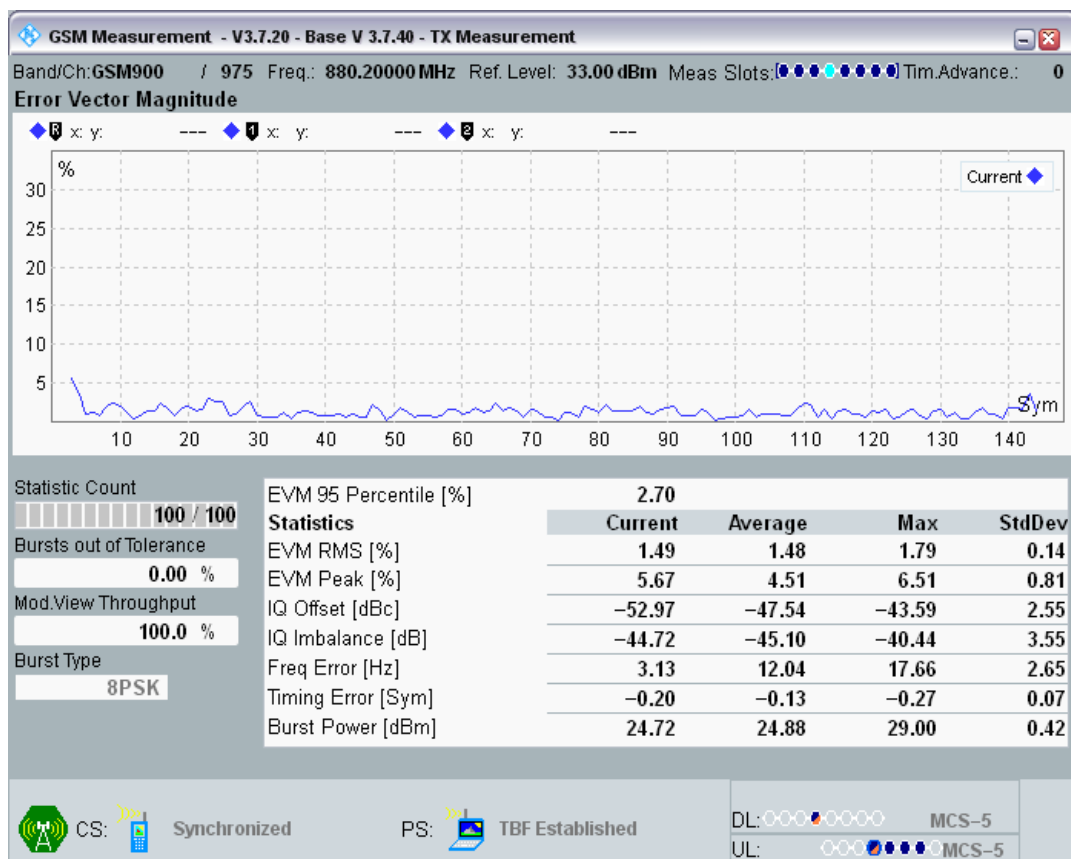 GSM Measurement - V3.7.20 - Base V 3.7.40 - TX Measurement
Band/Ch:GSM900 / 975 Freq.: 880.20000 MHz Ref. Level: 33.00 dBm Meas Slots: Tim.Advance.: 0
Error Vector Magnitude
R x: y: --- 1 x: y: --- 2 x: y: ---
%
Current
30
25
20
15
10
5
Sym
10 20 30 40 50 60 70 80 90 100 110 120 130 140
Statistic Count
100 / 100
Bursts out of Tolerance
0.00 %
Mod.View Throughput
100.0 %
Burst Type
8PSK
EVM 95 Percentile [%] 2.70
Statistics Current Average Max StdDev
EVM RMS [%] 1.49 1.48 1.79 0.14
EVM Peak [%] 5.67 4.51 6.51 0.81
IQ Offset [dBc] −52.97 −47.54 −43.59 2.55
IQ Imbalance [dB] −44.72 −45.10 −40.44 3.55
Freq Error [Hz] 3.13 12.04 17.66 2.65
Timing Error [Sym] −0.20 −0.13 −0.27 0.07
Burst Power [dBm] 24.72 24.88 29.00 0.42
CS: Synchronized PS: TBF Established
DL: MCS−5
UL: MCS−5